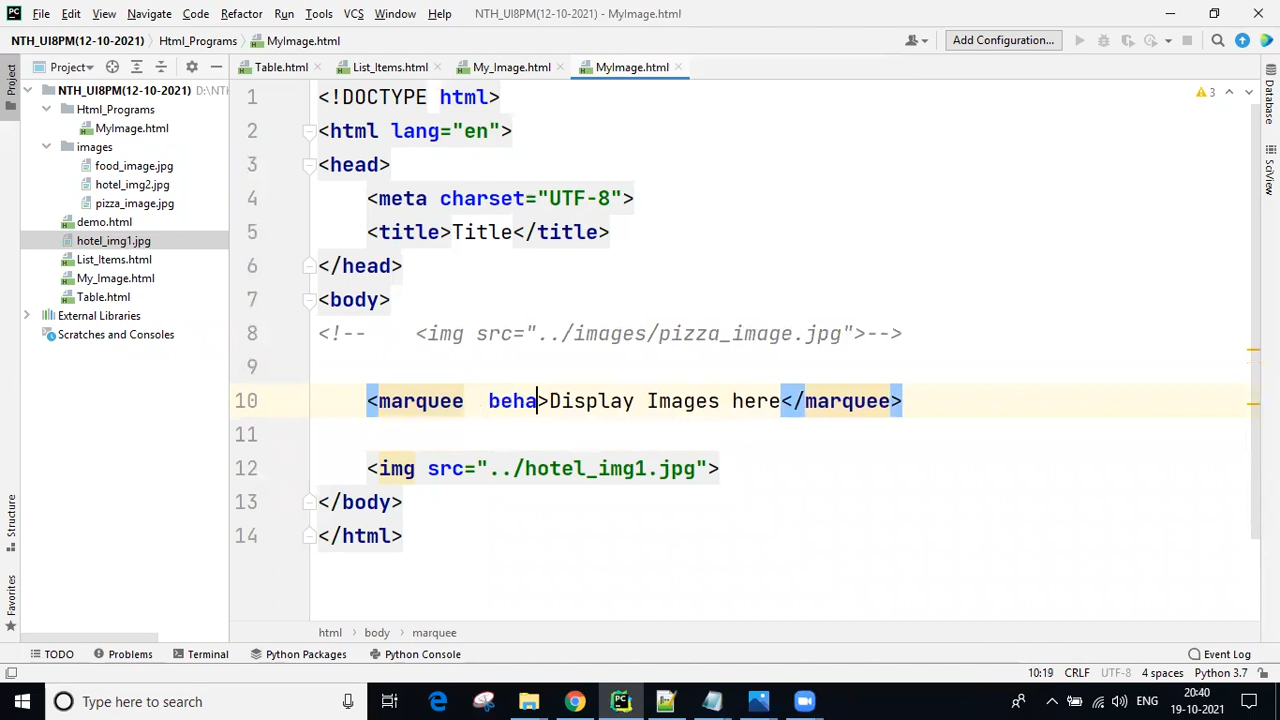 File Edit View Navigate Code Refactor Run Tools VCS Window Help NTH_UI8PM(12-10-2021) - MyImage.html
NTH_UI8PM(12-10-2021) Html_Programs MyImage.html Add Configuration...
Project Table.html List_Items.html My_Image.html MyImage.html
NTH_UI8PM(12-10-2021) D:\NTH
Html_Programs
MyImage.html
images
food_image.jpg
hotel_img2.jpg
pizza_image.jpg
demo.html
hotel_img1.jpg
List_Items.html
My_Image.html
Table.html
External Libraries
Scratches and Consoles
1 <!DOCTYPE html>
2 <html lang="en">
3 <head>
4 <meta charset="UTF-8">
5 <title>Title</title>
6 </head>
7 <body>
8 <!-- <img src="../images/pizza_image.jpg">-->
9
10 <marquee beha>Display Images here</marquee>
11
12 <img src="../hotel_img1.jpg">
13 </body>
14 </html>
3
Project
Structure
Favorites
Database
SciView
html body marquee
TODO Problems Terminal Python Packages Python Console Event Log
10:19 CRLF UTF-8 4 spaces Python 3.7
Type here to search
ENG
20:40
19-10-2021